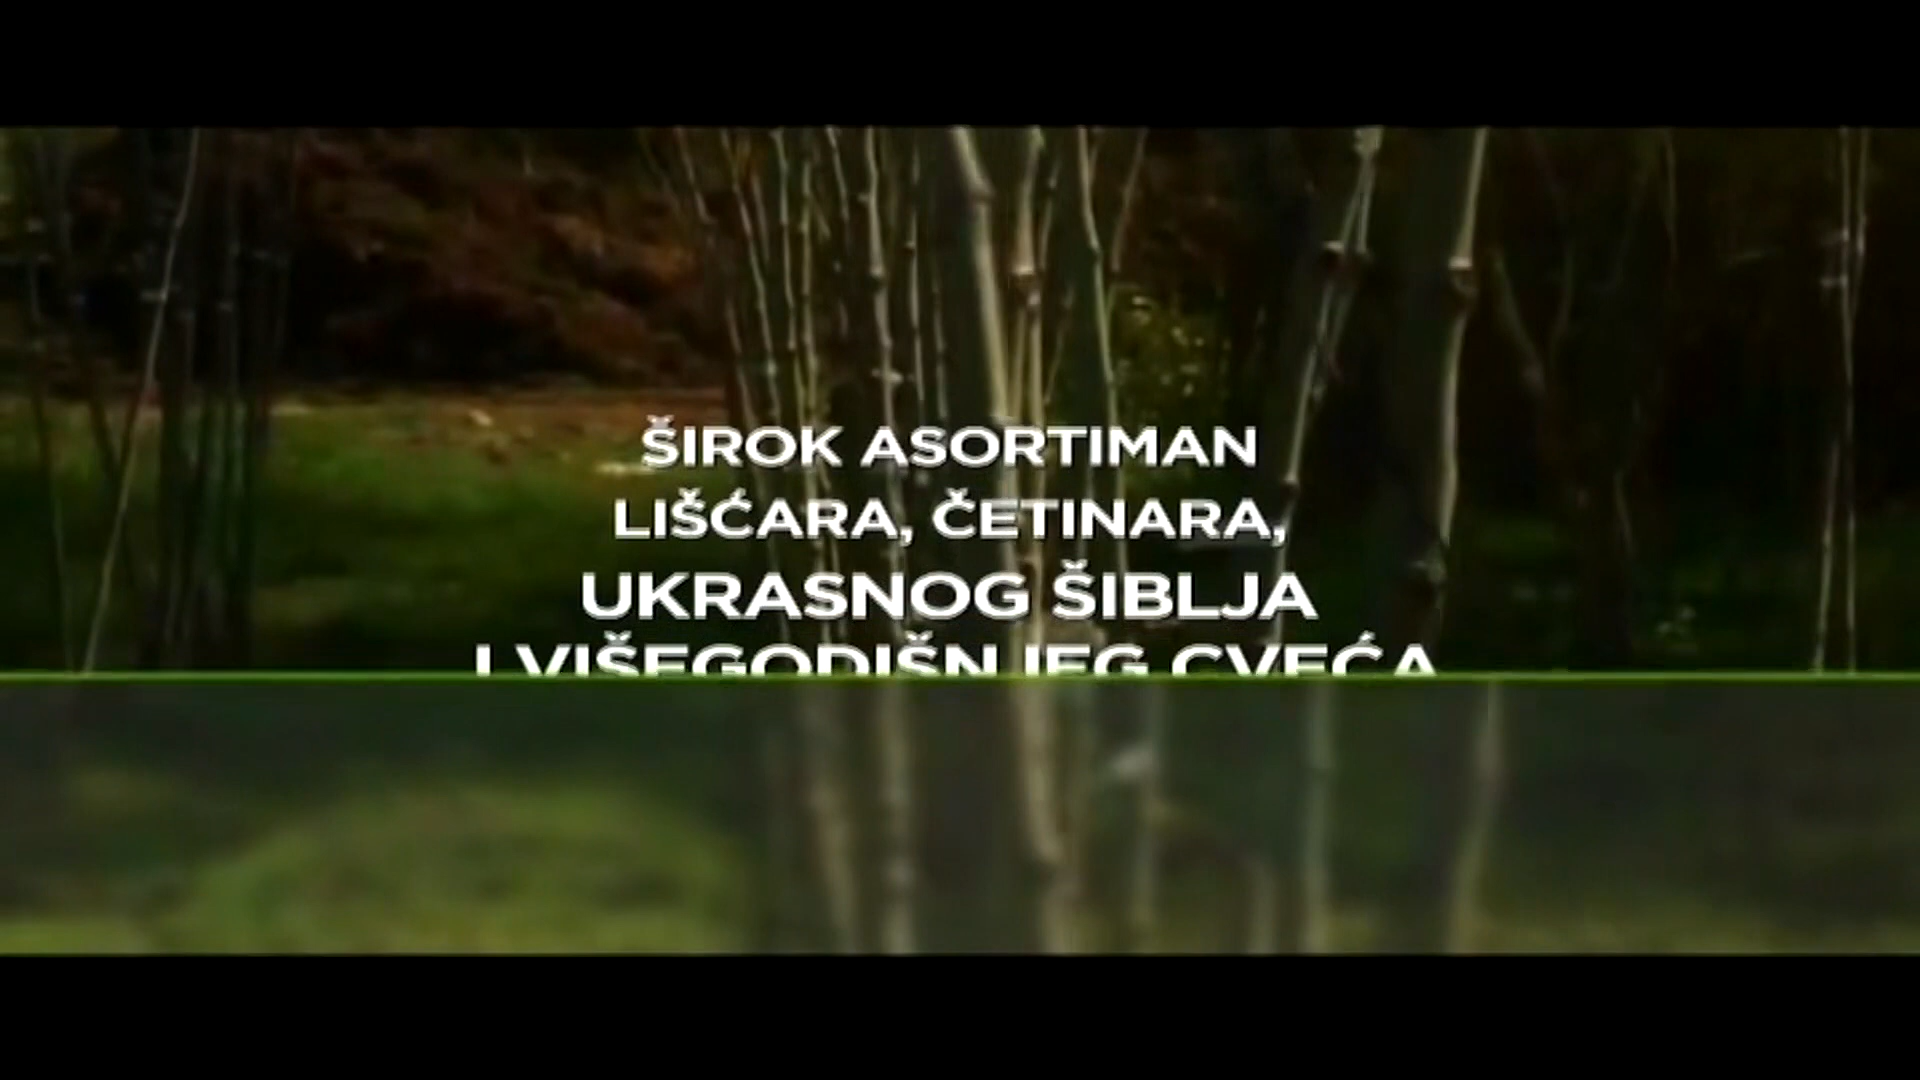 ŠIROK ASORTIMAN
LIŠĆARA, ČETINARA,
UKRASNOG ŠIBLJA
I VIŠEGODIŠNJEG CVEĆA